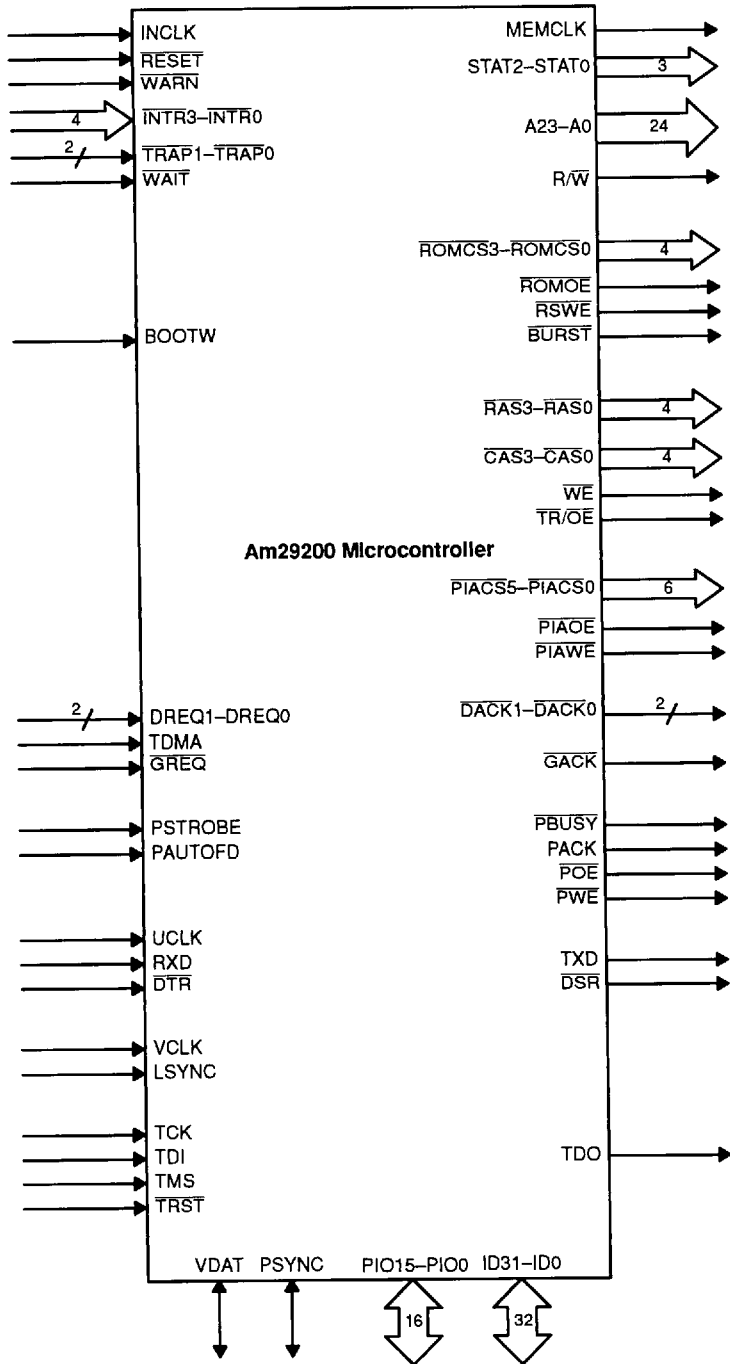 INCLK
RESET
WARN
4
INTR3–INTR0
2
TRAP1–TRAP0
WAIT
BOOTW
2
DREQ1–DREQ0
TDMA
GREQ
PSTROBE
PAUTOFD
UCLK
RXD
DTR
VCLK
LSYNC
TCK
TDI
TMS
TRST
Am29200 Microcontroller
MEMCLK
STAT2–STAT0
3
A23–A0
24
R/W
ROMCS3–ROMCS0
4
ROMOE
RSWE
BURST
RAS3–RAS0
4
CAS3–CAS0
4
WE
TR/OE
PIACS5–PIACS0
6
PIAOE
PIAWE
DACK1–DACK0
2
GACK
PBUSY
PACK
POE
PWE
TXD
DSR
TDO
VDAT
PSYNC
PIO15–PIO0
16
ID31–ID0
32